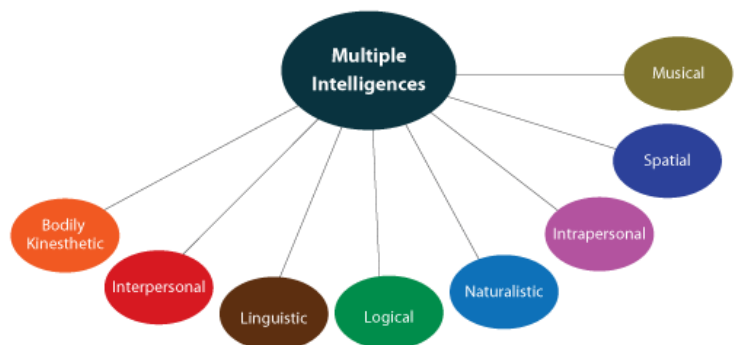 Multiple
Intelligences
Musical
Spatial
Intrapersonal
Naturalistic
Logical
Linguistic
Interpersonal
Bodily
Kinesthetic